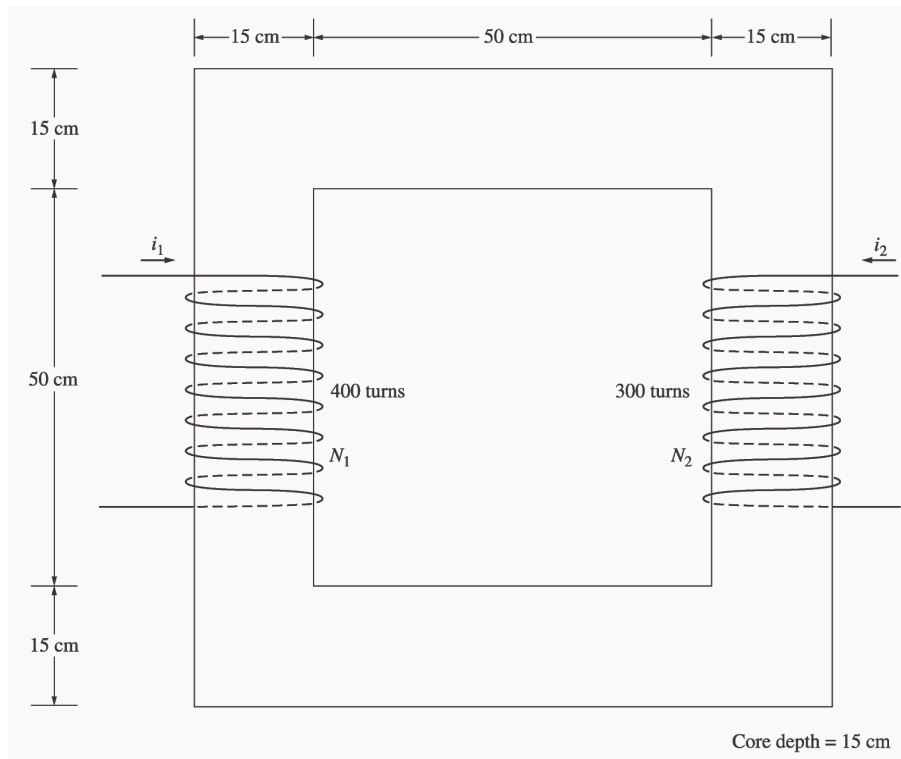 15 cm 50 cm 15 cm
15 cm
i₁ i₂
50 cm
400 turns 300 turns
N₁ N₂
15 cm
Core depth = 15 cm